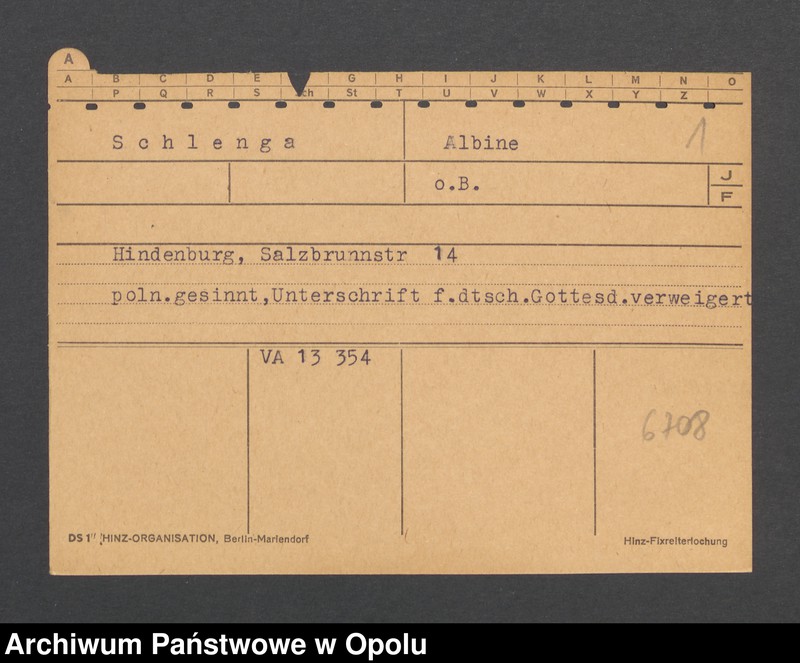 A
A B C D E G H I J K L M N O
P Q R S Sch St T U V W X Y Z
Schlenga Albine 1
o.B. J
F
Hindenburg, Salzbrunnstr 14
poln.gesinnt,Unterschrift f.dtsch.Gottesd.verweigert
VA 13 354
6708
DS 1" HINZ-ORGANISATION, Berlin-Mariendorf Hinz-Fixreiterlochung
Archiwum Państwowe w Opolu